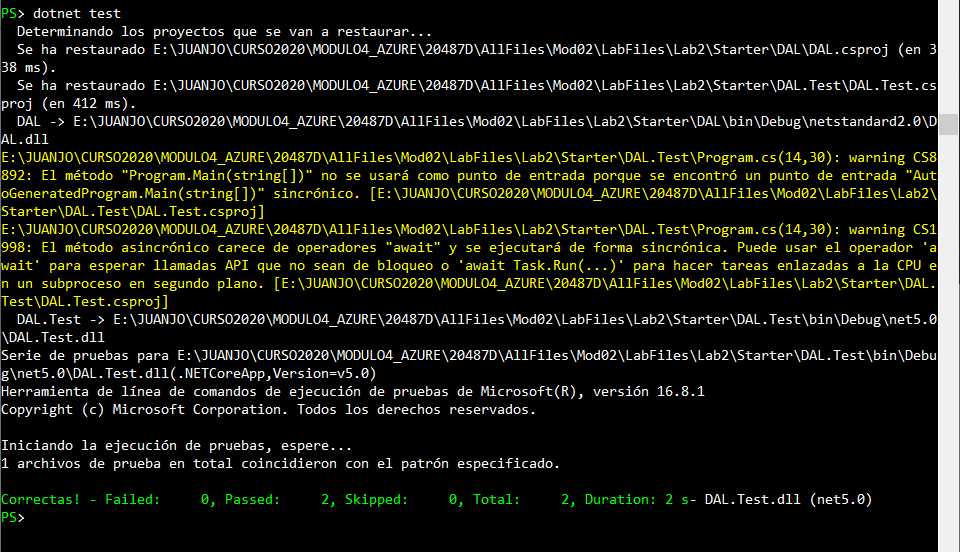 PS> dotnet test
  Determinando los proyectos que se van a restaurar...
  Se ha restaurado E:\JUANJO\CURSO2020\MODULO4_AZURE\20487D\AllFiles\Mod02\LabFiles\Lab2\Starter\DAL\DAL.csproj (en 3
38 ms).
  Se ha restaurado E:\JUANJO\CURSO2020\MODULO4_AZURE\20487D\AllFiles\Mod02\LabFiles\Lab2\Starter\DAL.Test\DAL.Test.cs
proj (en 412 ms).
  DAL -> E:\JUANJO\CURSO2020\MODULO4_AZURE\20487D\AllFiles\Mod02\LabFiles\Lab2\Starter\DAL\bin\Debug\netstandard2.0\D
AL.dll
E:\JUANJO\CURSO2020\MODULO4_AZURE\20487D\AllFiles\Mod02\LabFiles\Lab2\Starter\DAL.Test\Program.cs(14,30): warning CS8
892: El método "Program.Main(string[])" no se usará como punto de entrada porque se encontró un punto de entrada "Aut
oGeneratedProgram.Main(string[])" sincrónico. [E:\JUANJO\CURSO2020\MODULO4_AZURE\20487D\AllFiles\Mod02\LabFiles\Lab2\
Starter\DAL.Test\DAL.Test.csproj]
E:\JUANJO\CURSO2020\MODULO4_AZURE\20487D\AllFiles\Mod02\LabFiles\Lab2\Starter\DAL.Test\Program.cs(14,30): warning CS1
998: El método asincrónico carece de operadores "await" y se ejecutará de forma sincrónica. Puede usar el operador 'a
wait' para esperar llamadas API que no sean de bloqueo o 'await Task.Run(...)' para hacer tareas enlazadas a la CPU e
n un subproceso en segundo plano. [E:\JUANJO\CURSO2020\MODULO4_AZURE\20487D\AllFiles\Mod02\LabFiles\Lab2\Starter\DAL.
Test\DAL.Test.csproj]
  DAL.Test -> E:\JUANJO\CURSO2020\MODULO4_AZURE\20487D\AllFiles\Mod02\LabFiles\Lab2\Starter\DAL.Test\bin\Debug\net5.0
\DAL.Test.dll
Serie de pruebas para E:\JUANJO\CURSO2020\MODULO4_AZURE\20487D\AllFiles\Mod02\LabFiles\Lab2\Starter\DAL.Test\bin\Debu
g\net5.0\DAL.Test.dll(.NETCoreApp,Version=v5.0)
Herramienta de línea de comandos de ejecución de pruebas de Microsoft(R), versión 16.8.1
Copyright (c) Microsoft Corporation. Todos los derechos reservados.

Iniciando la ejecución de pruebas, espere...
1 archivos de prueba en total coincidieron con el patrón especificado.

Correctas! - Failed:     0, Passed:     2, Skipped:     0, Total:     2, Duration: 2 s- DAL.Test.dll (net5.0)
PS>